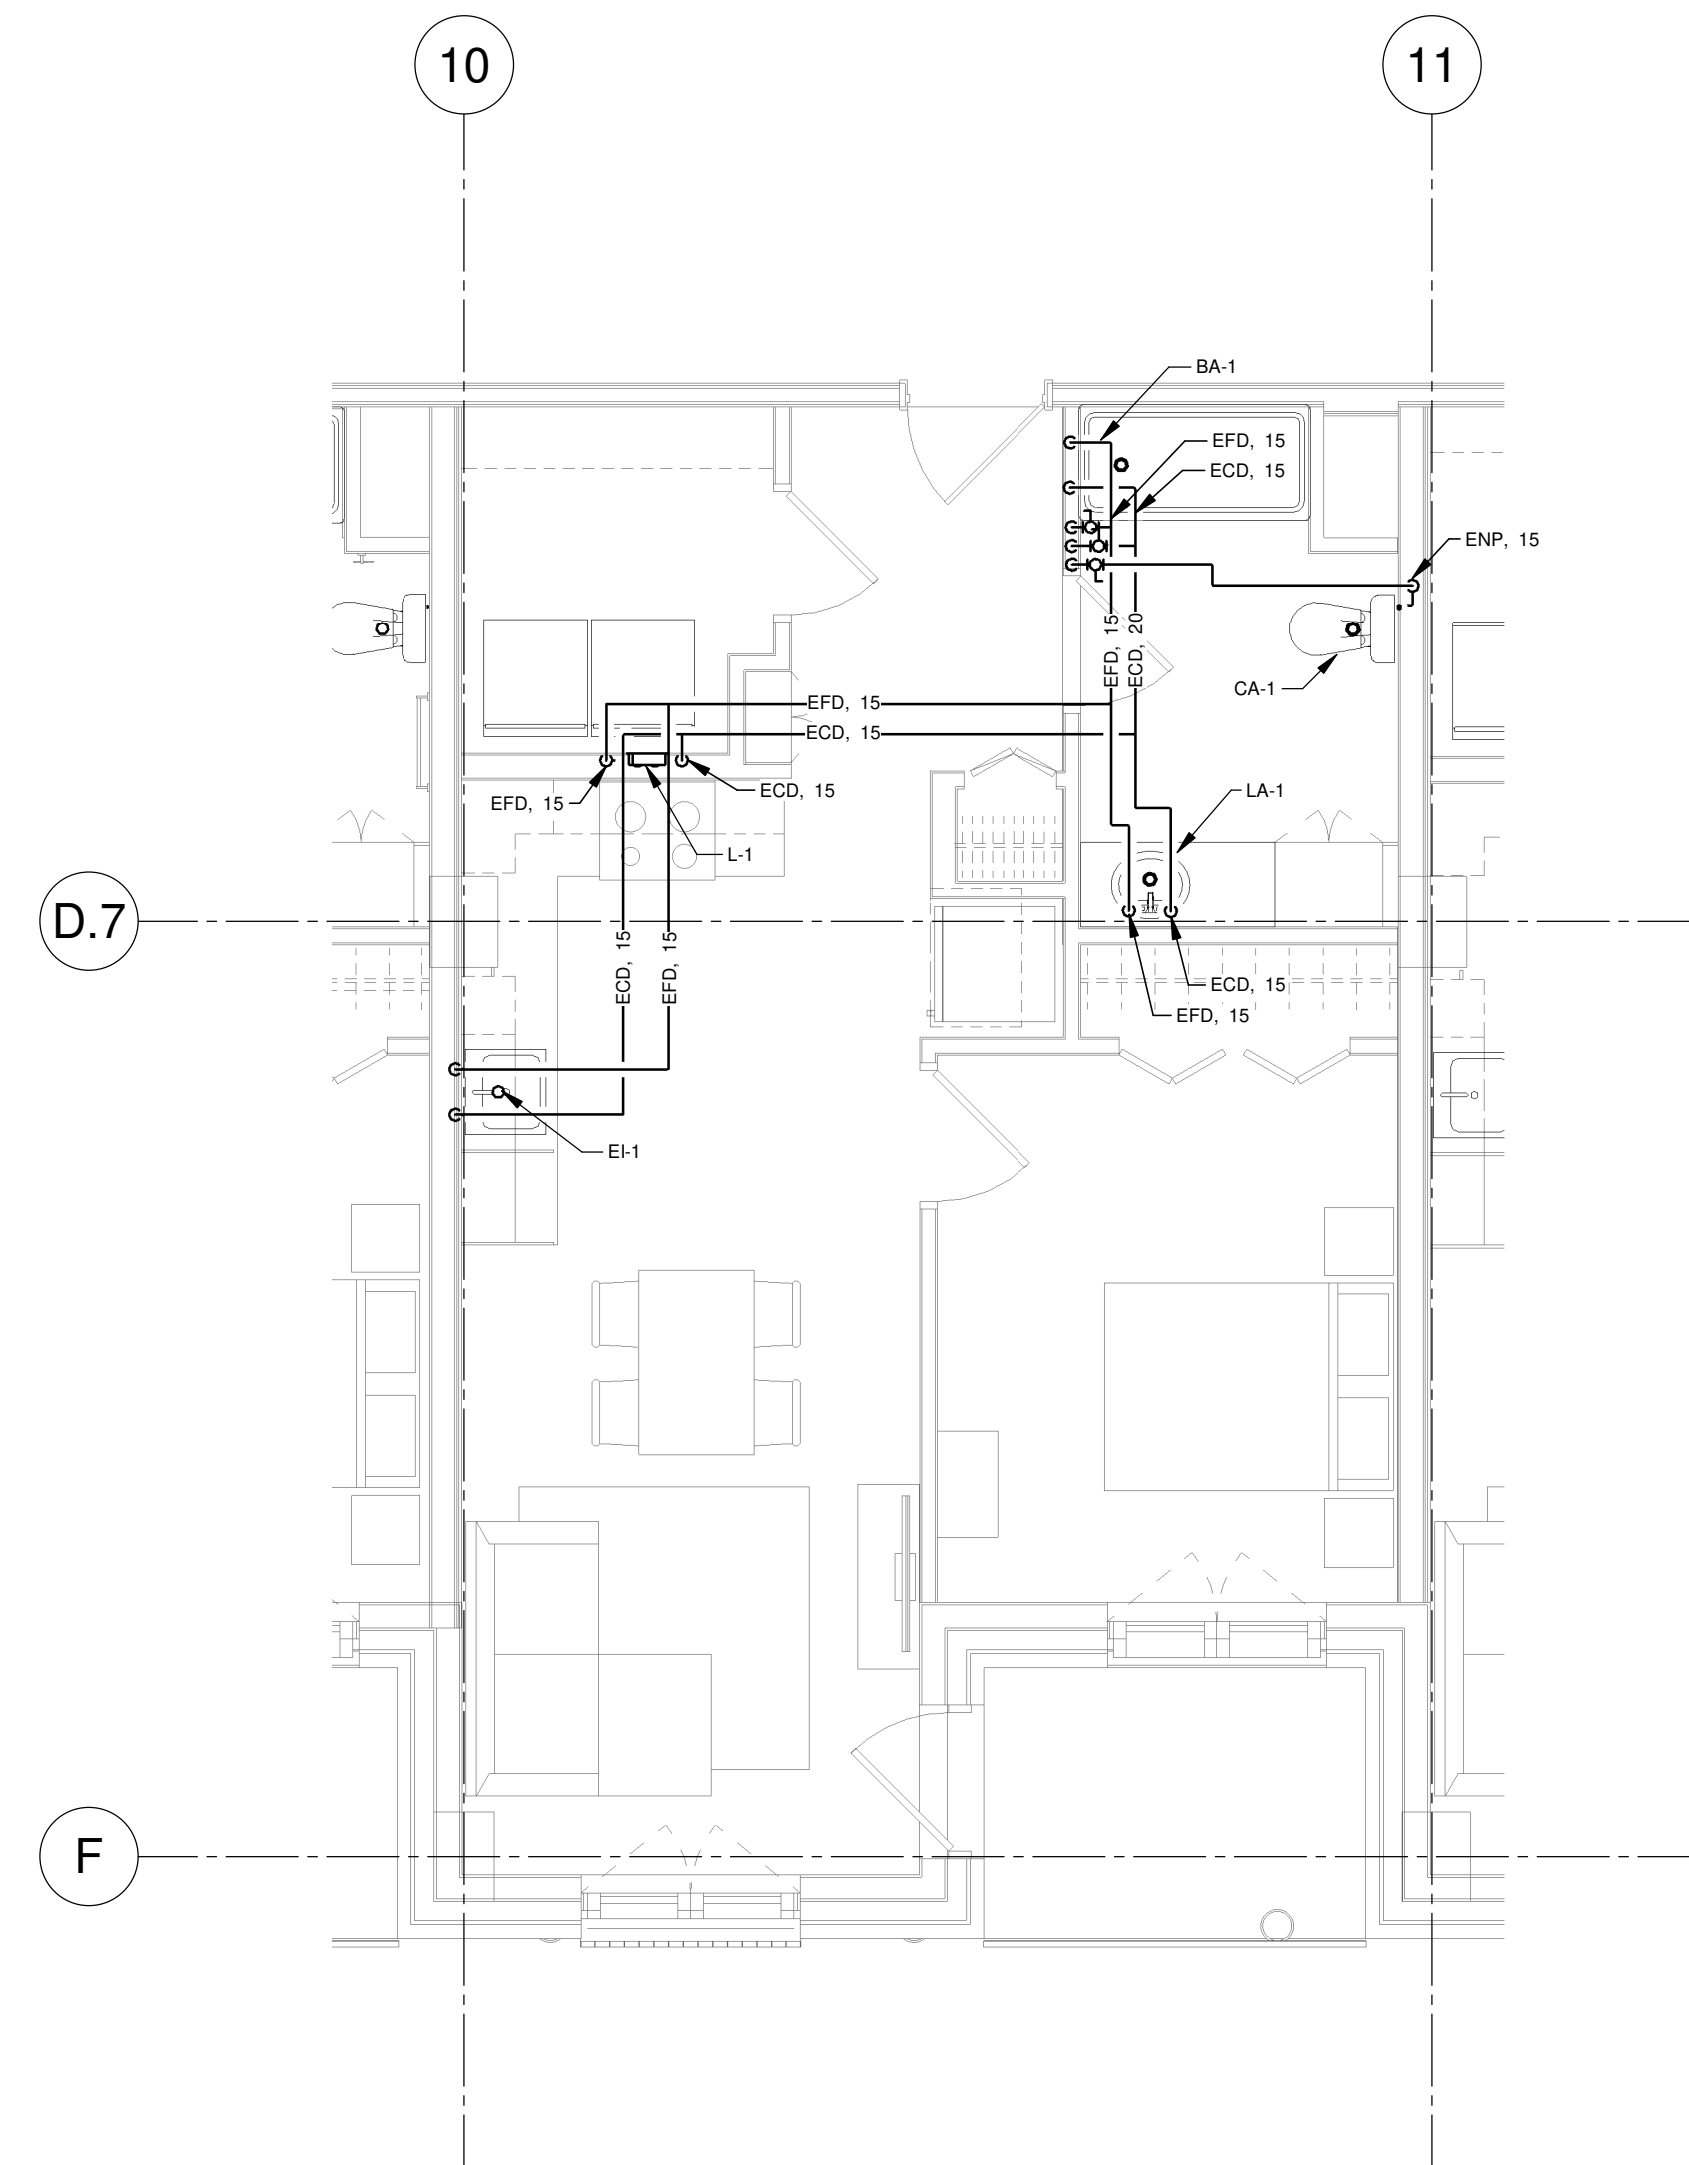 10
11
BA-1
EFD, 15
ECD, 15
ENP, 15
EFD, 15
ECD, 20
CA-1
EFD, 15
ECD, 15
EFD, 15
ECD, 15
LA-1
L-1
D.7
ECD, 15
EFD, 15
ECD, 15
EFD, 15
EI-1
F